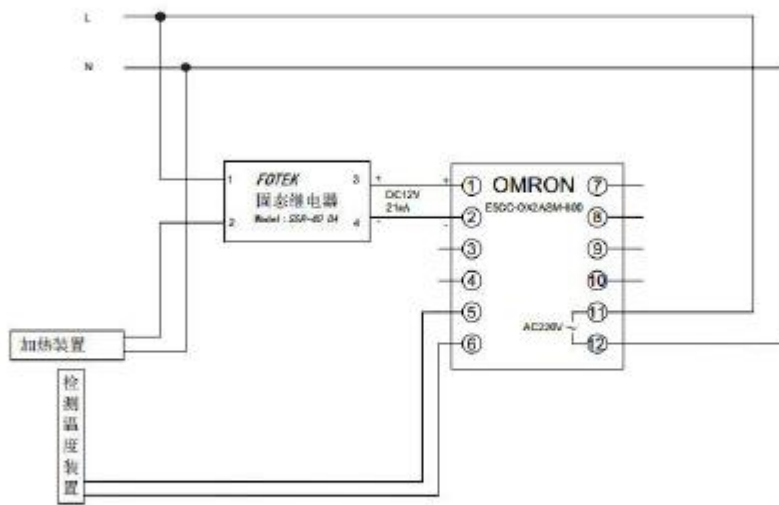 L
N
1
FOTEK
3
+
固态继电器
Model：SSR-40 DA
2
4
-
DC12V
21mA
+
-
OMRON
E5CC-QX2ASM-800
①
②
③
④
⑤
⑥
⑦
⑧
⑨
⑩
⑪
⑫
AC230V ~
加热装置
检测温度装置